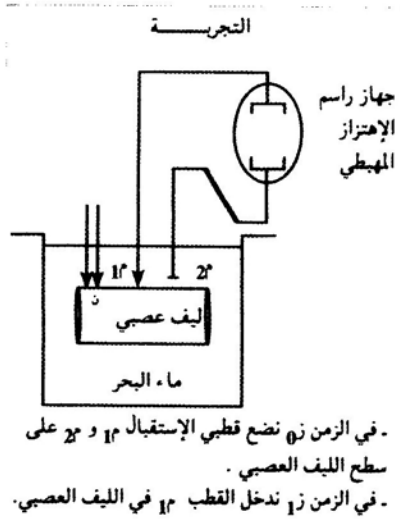 التجربـــــــة
جهاز راسم
الإهتزاز
المهبطي
م1
م2
ن
ليف عصبي
ماء البحر
- في الزمن ز0 نضع قطبي الإستقبال م1 و م2 على
سطح الليف العصبي .
- في الزمن ز1 ندخل القطب م1 في الليف العصبي.